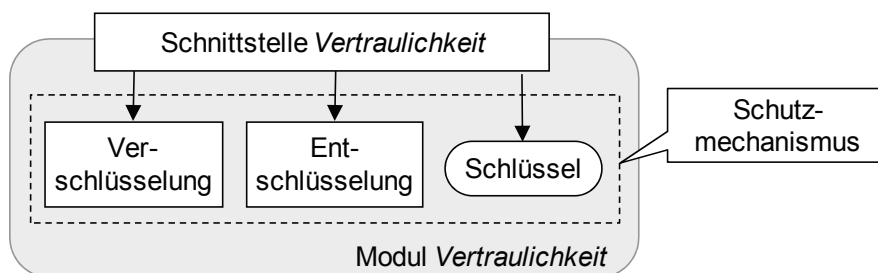 Schnittstelle Vertraulichkeit
Ver-
schlüsselung
Ent-
schlüsselung
Schlüssel
Schutz-
mechanismus
Modul Vertraulichkeit